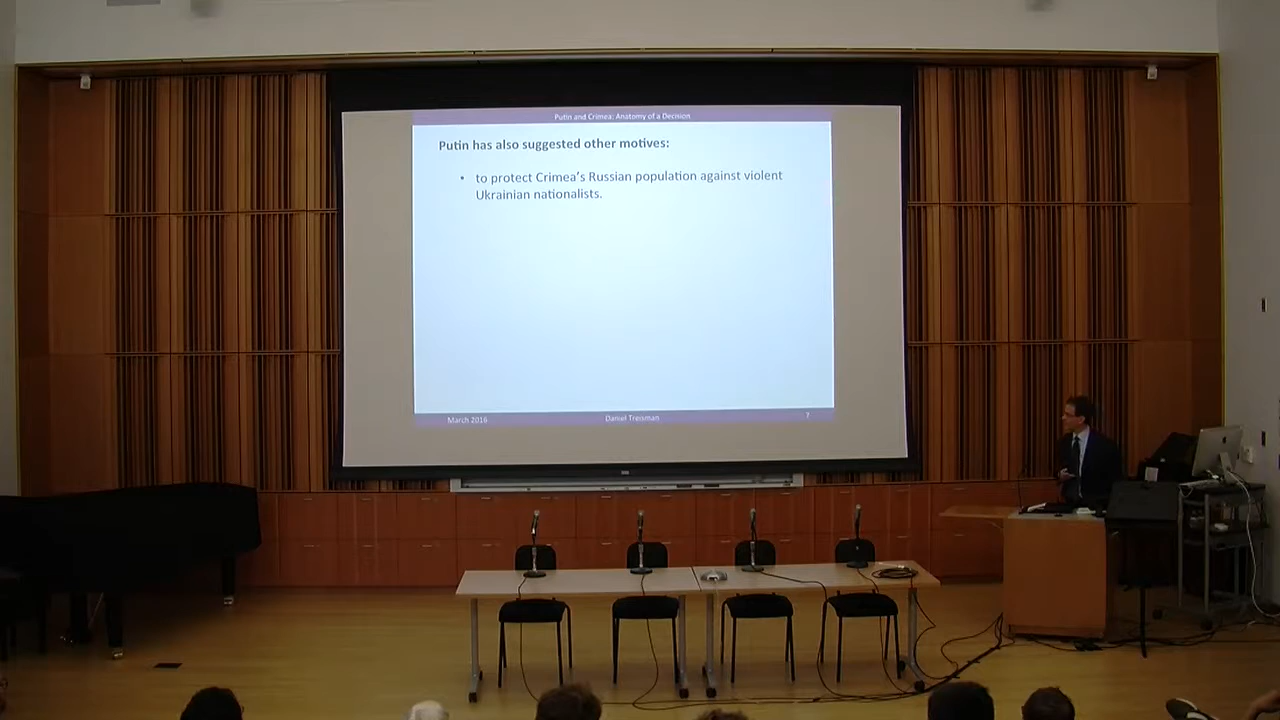 Putin and Crimea: Anatomy of a Decision
Putin has also suggested other motives:
• to protect Crimea's Russian population against violent
Ukrainian nationalists.
March 2016
Daniel Treisman
7